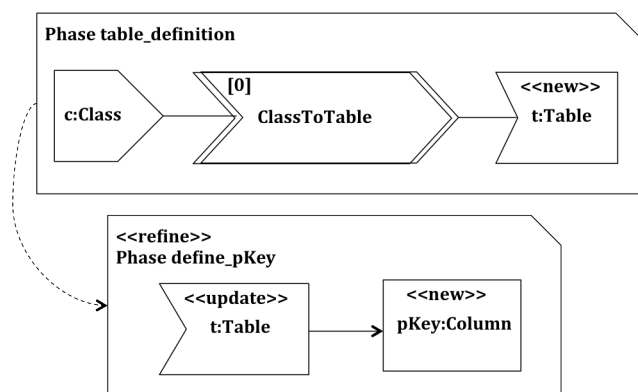 Phase table_definition
c:Class
[0]
ClassToTable
<<new>>
t:Table
<<refine>>
Phase define_pKey
<<update>>
t:Table
<<new>>
pKey:Column